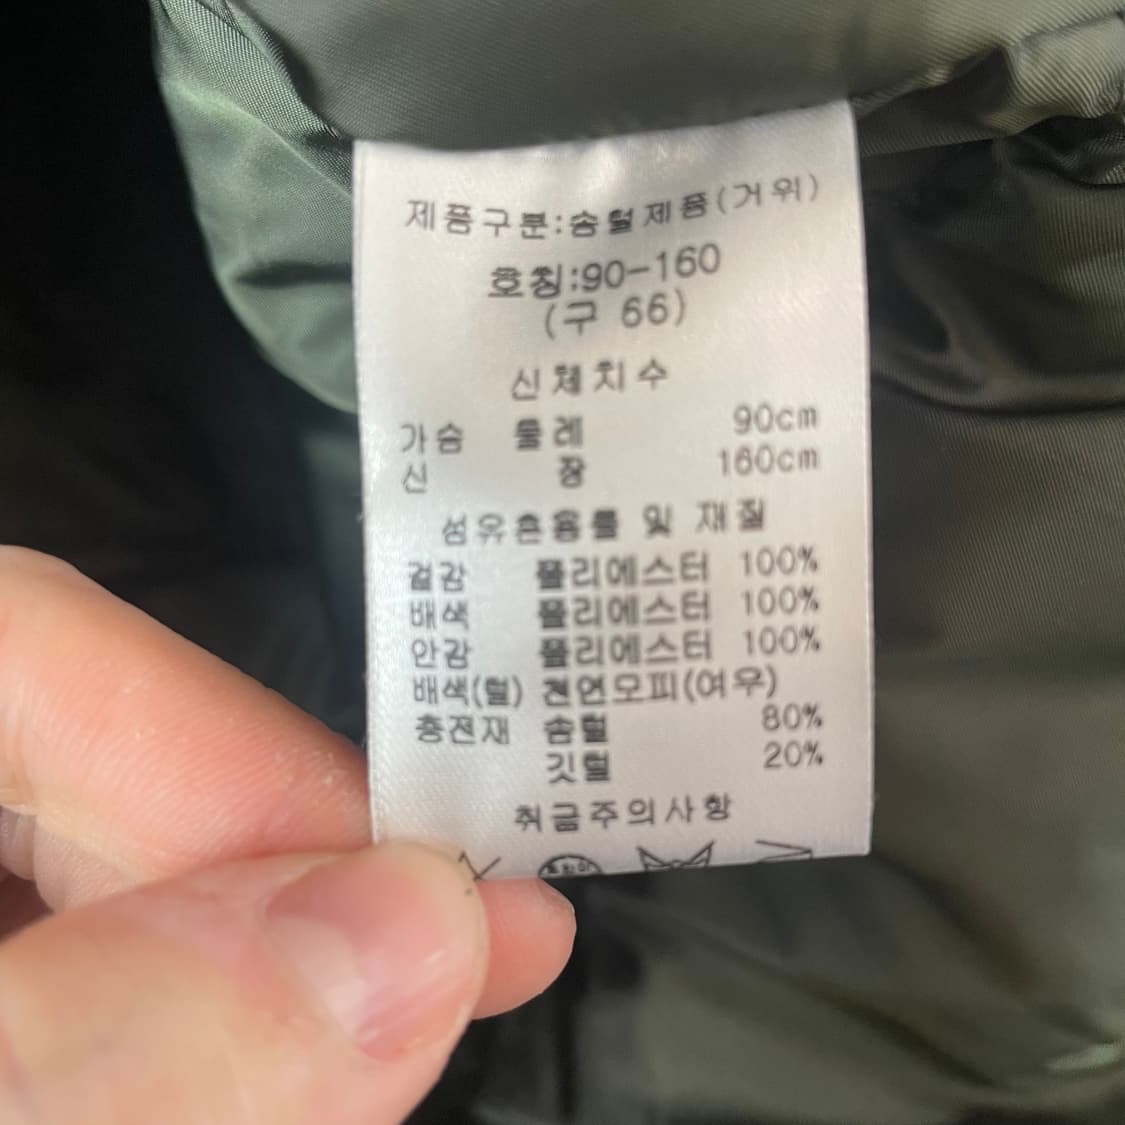 제품구분:솜털제품(거위)
호칭:90-160
(구 66)
신체치수
가슴 둘레 90cm
신 장 160cm
섬유혼용률 및 재질
겉감 폴리에스터 100%
배색 폴리에스터 100%
안감 폴리에스터 100%
배색(털) 천연모피(여우)
충전재 솜털 80%
깃털 20%
취급주의사항